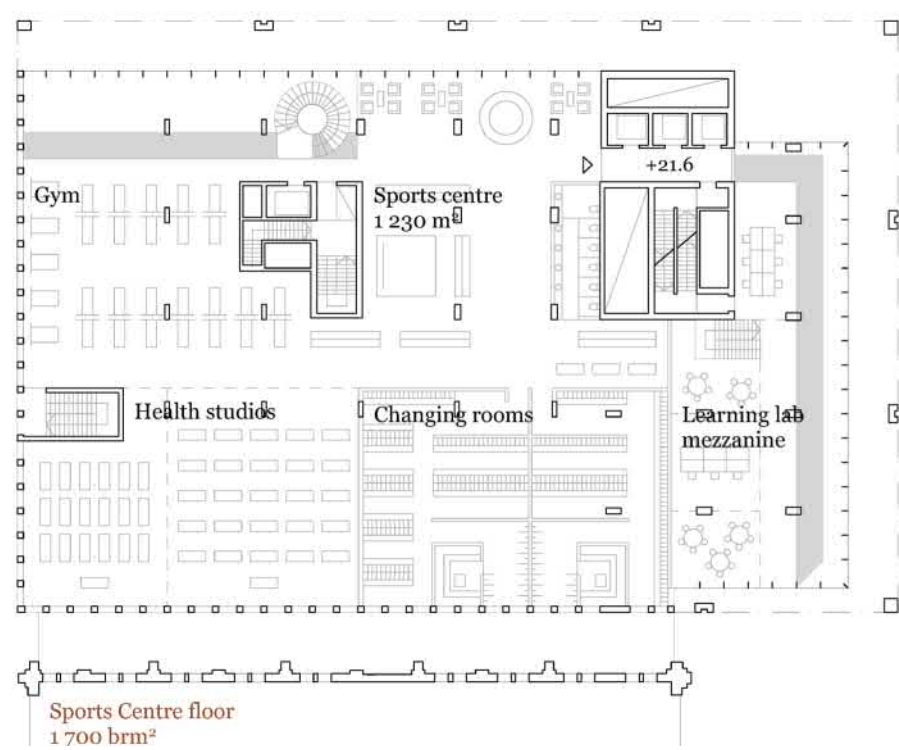 +21.6
Gym
Sports centre
1 230 m²
Health studios
Changing rooms
Learning lab
mezzanine
Sports Centre floor
1 700 brm²